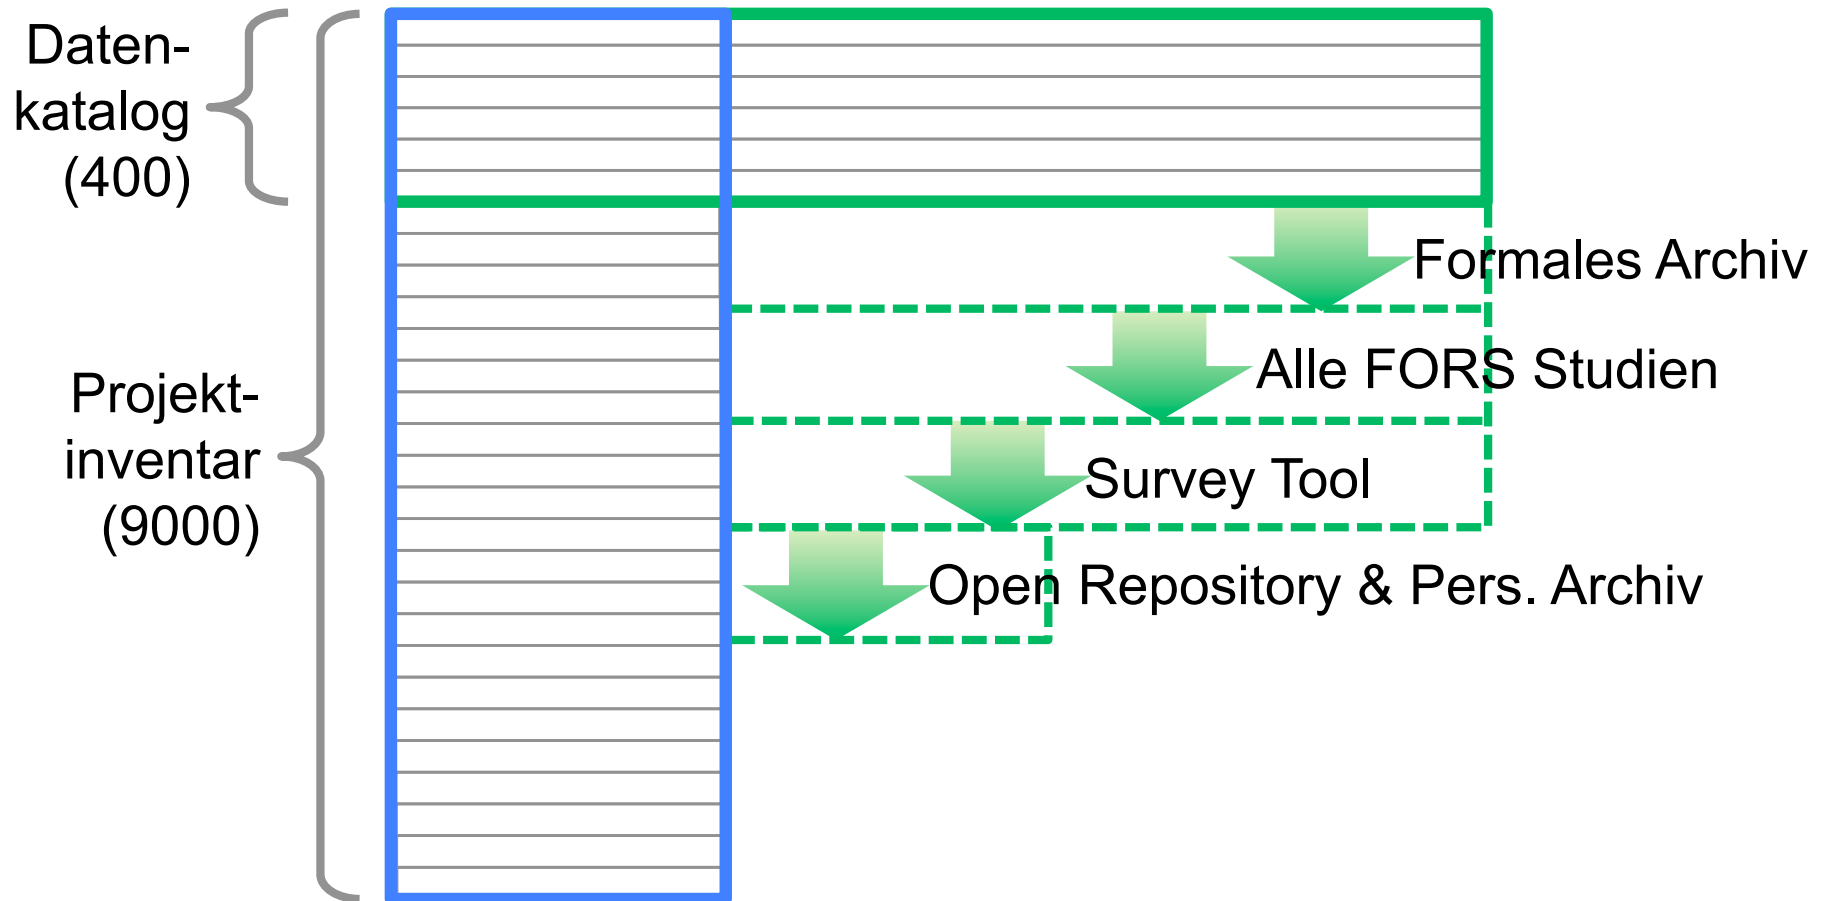 Daten-
katalog
(400)
Projekt-
inventar
(9000)
Formales Archiv
Alle FORS Studien
Survey Tool
Open Repository & Pers. Archiv